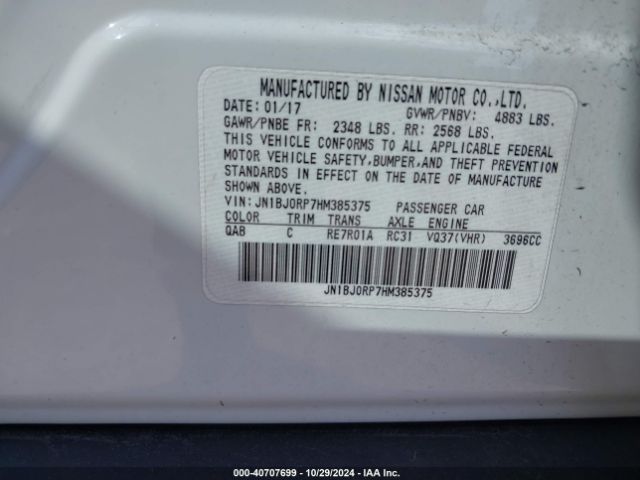 MANUFACTURED BY NISSAN MOTOR CO.,LTD.
DATE: 01/17 GVWR/PNBV: 4883 LBS.
GAWR/PNBE FR: 2348 LBS. RR: 2568 LBS.
THIS VEHICLE CONFORMS TO ALL APPLICABLE FEDERAL
MOTOR VEHICLE SAFETY,BUMPER,AND THEFT PREVENTION
STANDARDS IN EFFECT ON THE DATE OF MANUFACTURE
SHOWN ABOVE.
VIN: JN1BJ0RP7HM385375 PASSENGER CAR
COLOR TRIM TRANS AXLE ENGINE
QAB C RE7R01A RC31 VQ37(VHR) 3696CC
JN1BJ0RP7HM385375
000-40707699 - 10/29/2024 - IAA Inc.